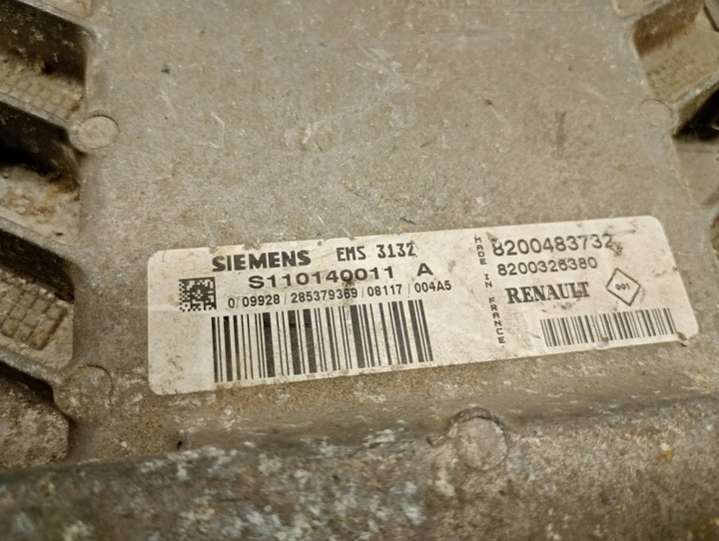 SIEMENS EMS 3132
S110140011 A
0/09928/285379369/08117/004A5
MADE IN FRANCE
8200483732
8200326380
RENAULT 001